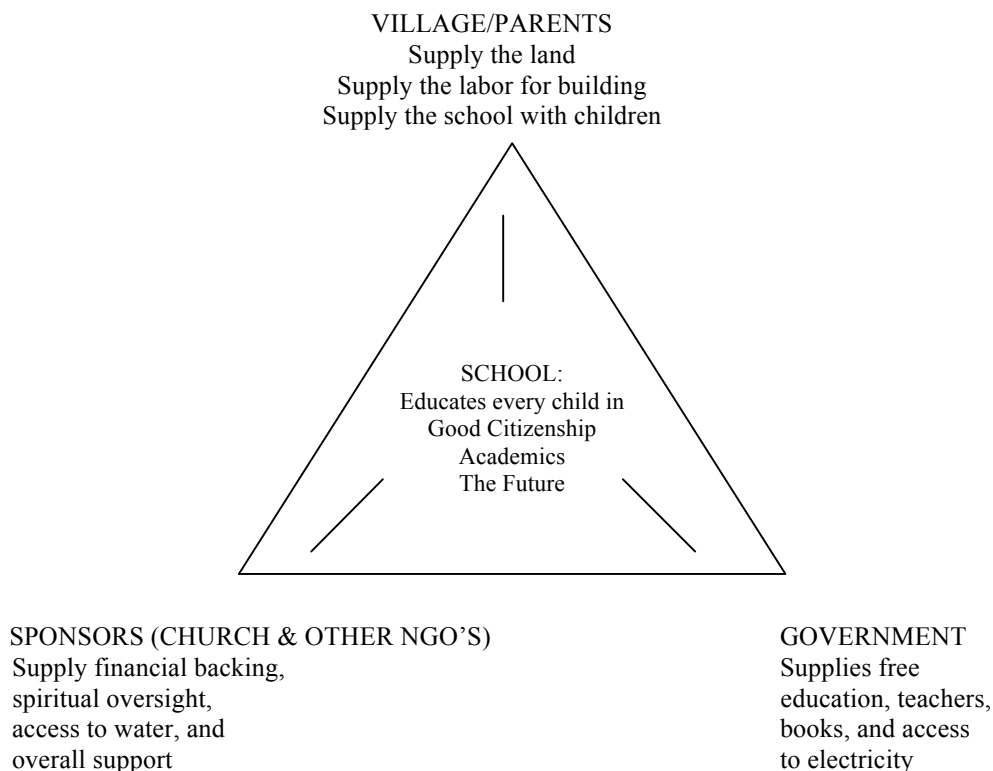 VILLAGE/PARENTS
Supply the land
Supply the labor for building
Supply the school with children
SCHOOL:
Educates every child in
Good Citizenship
Academics
The Future
SPONSORS (CHURCH & OTHER NGO’S)
Supply financial backing,
spiritual oversight,
access to water, and
overall support
GOVERNMENT
Supplies free
education, teachers,
books, and access
to electricity